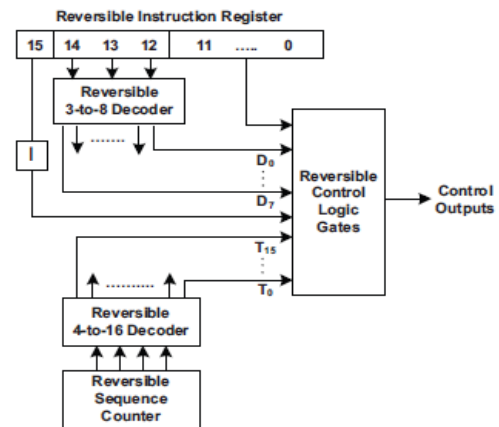 Reversible Instruction Register
15 14 13 12 11 ..... 0
Reversible
3-to-8 Decoder
.......
I
D0
D7
T15
T0
Reversible
Control
Logic
Gates
Control
Outputs
..........
Reversible
4-to-16 Decoder
Reversible
Sequence
Counter